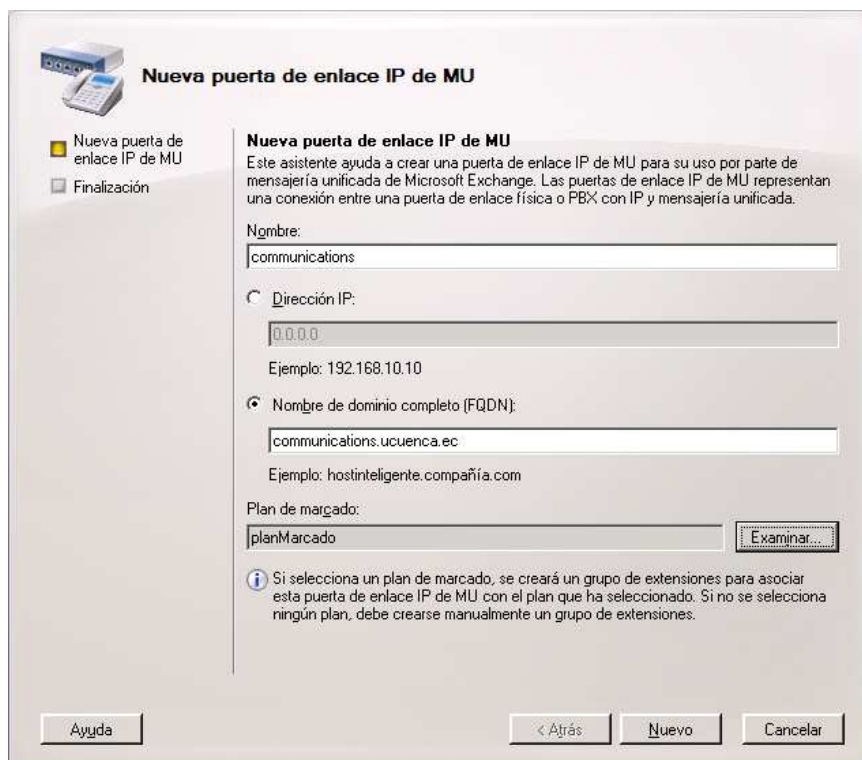 Nueva puerta de enlace IP de MU
Nueva puerta de
enlace IP de MU
Finalización
Nueva puerta de enlace IP de MU
Este asistente ayuda a crear una puerta de enlace IP de MU para su uso por parte de
mensajería unificada de Microsoft Exchange. Las puertas de enlace IP de MU representan
una conexión entre una puerta de enlace física o PBX con IP y mensajería unificada.
Nombre:
communications
Dirección IP:
0.0.0.0
Ejemplo: 192.168.10.10
Nombre de dominio completo (FQDN):
communications.ucuenca.ec
Ejemplo: hostinteligente.compañía.com
Plan de marcado:
planMarcado
Examinar...
Si selecciona un plan de marcado, se creará un grupo de extensiones para asociar
esta puerta de enlace IP de MU con el plan que ha seleccionado. Si no se selecciona
ningún plan, debe crearse manualmente un grupo de extensiones.
Ayuda
< Atrás
Nuevo
Cancelar